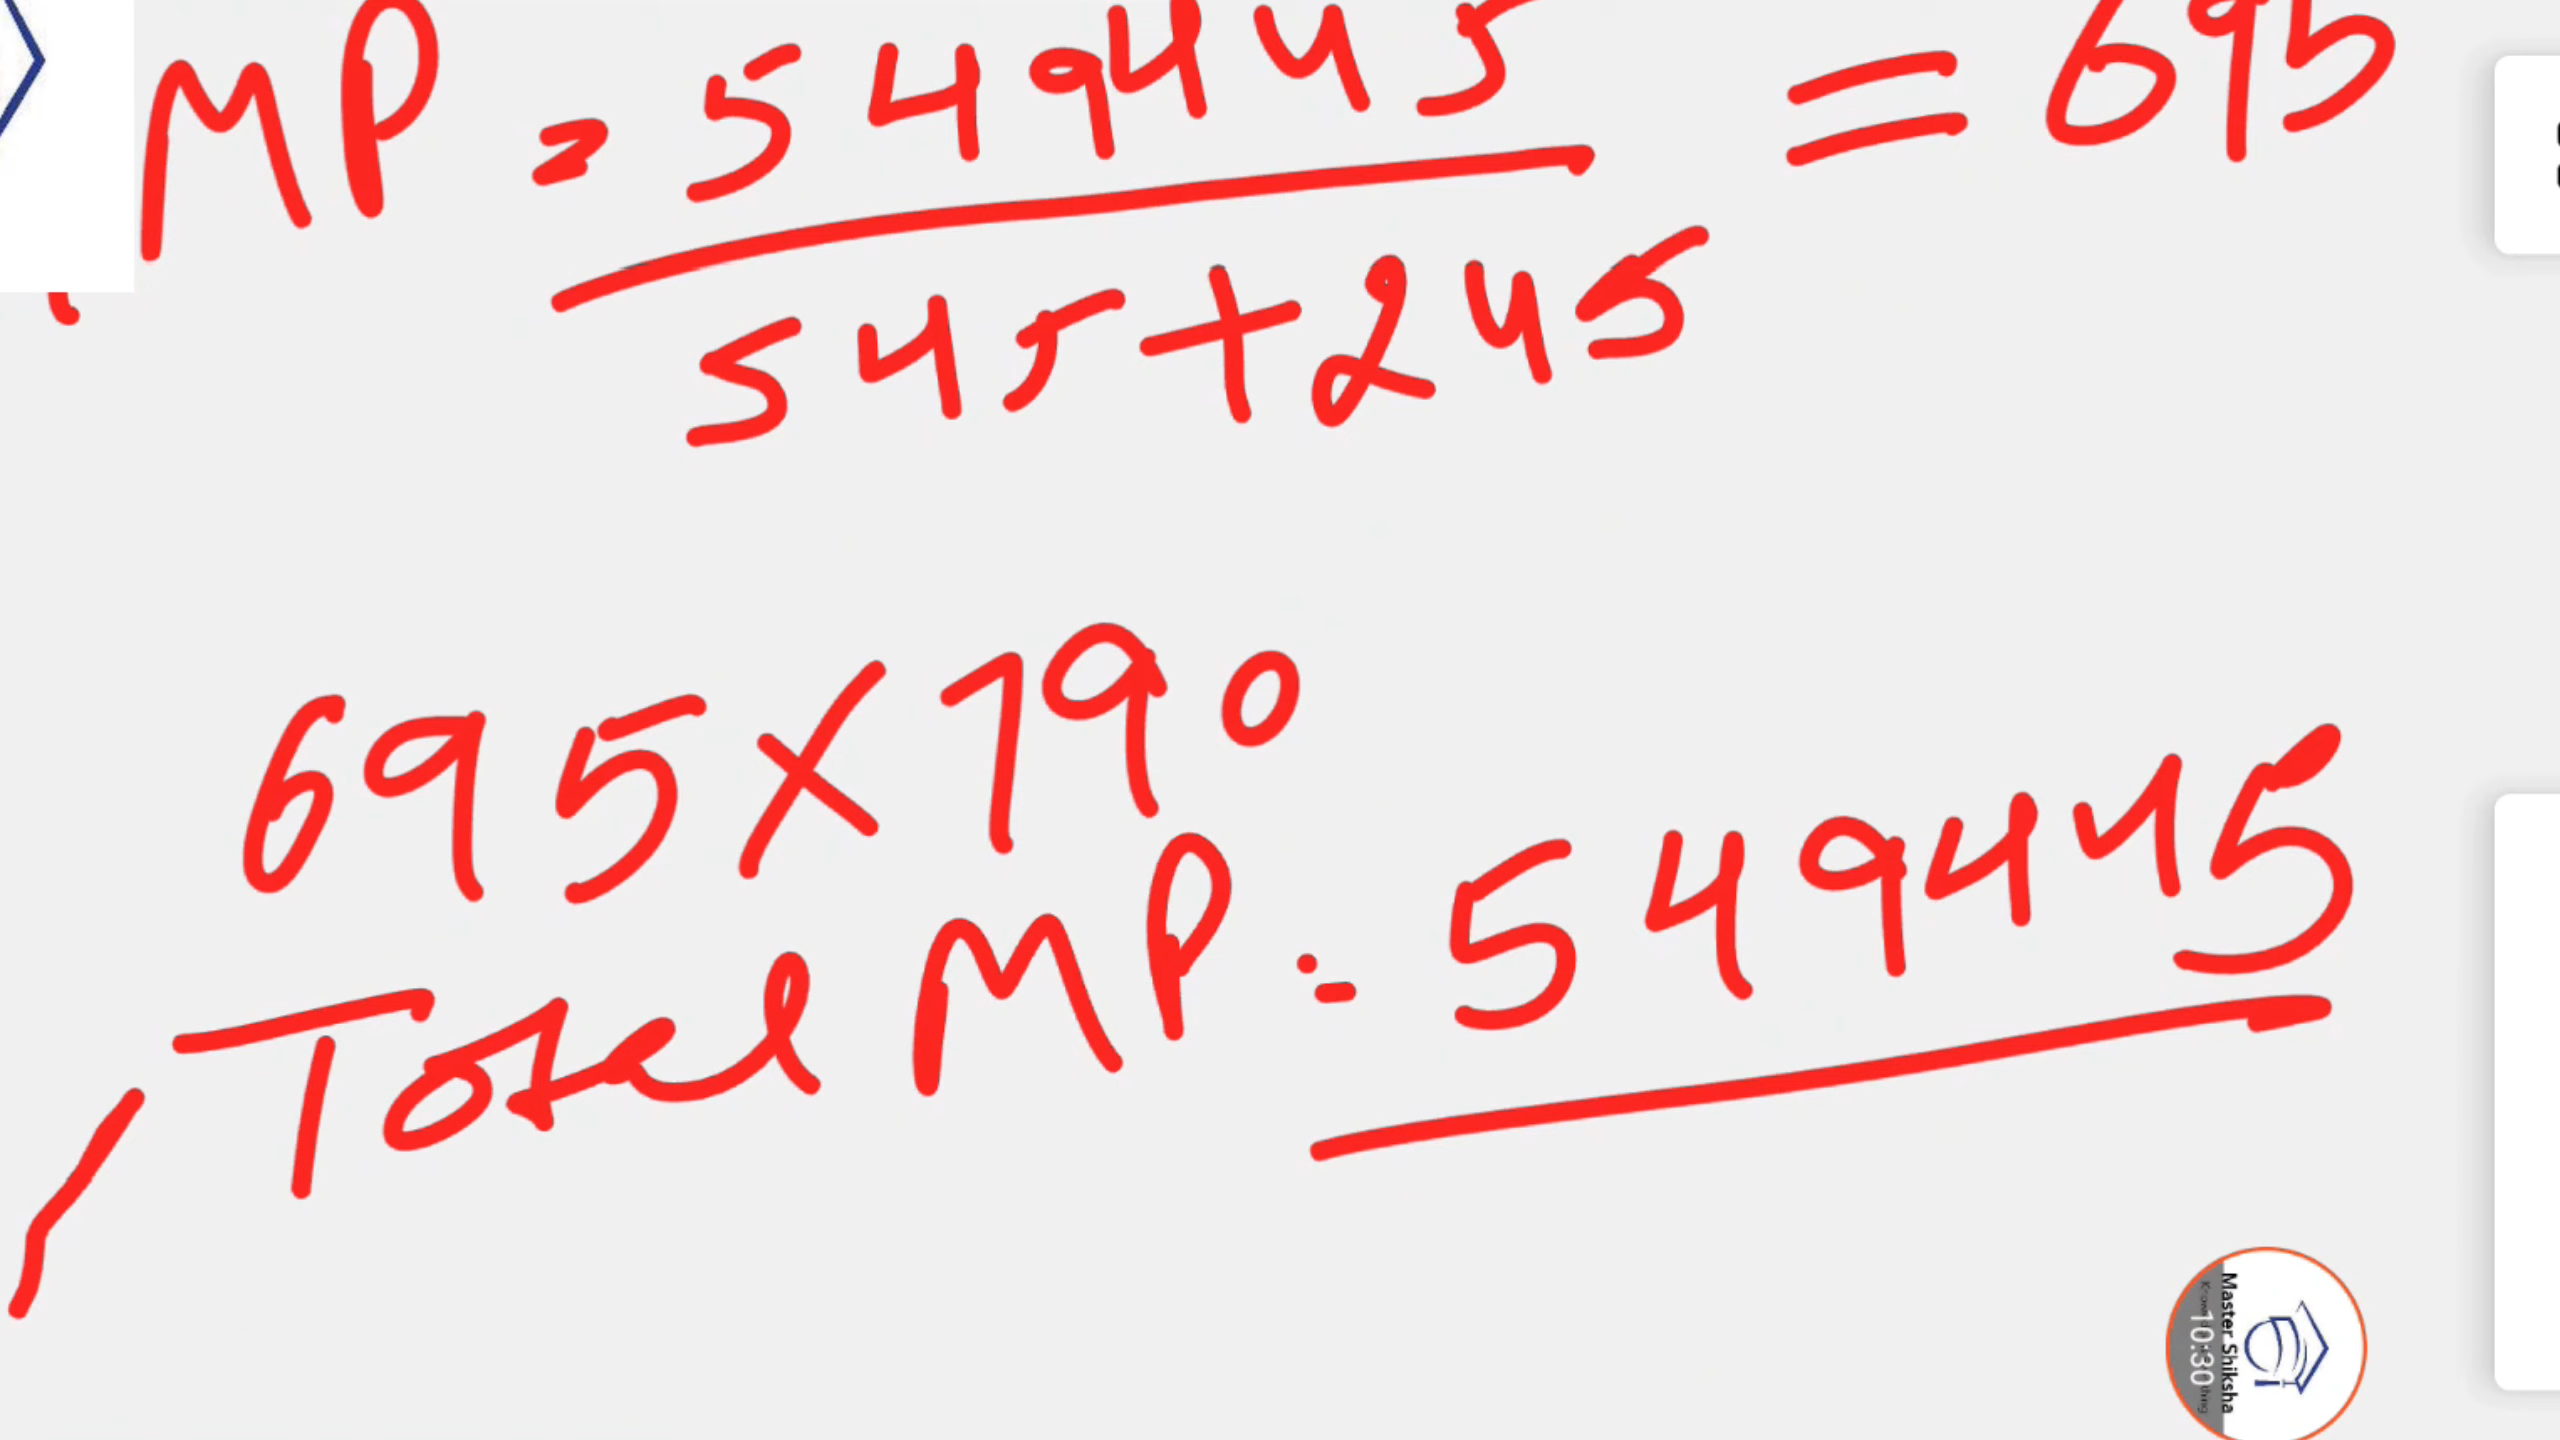 MP = 549445 = 695
545+245
695×790
Total MP :- 549445
Master Shiksha
10:30